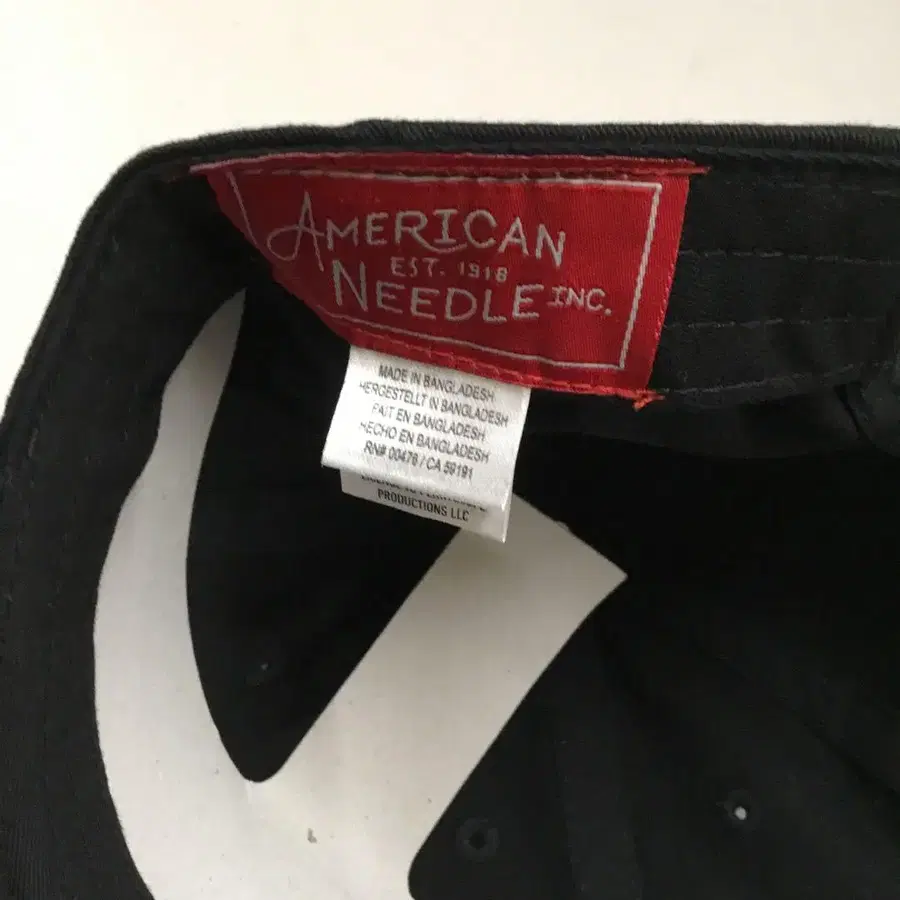 AMERICAN
EST. 1918
NEEDLE INC.
MADE IN BANGLADESH
HERGESTELLT IN BANGLADESH
FAIT EN BANGLADESH
HECHO EN BANGLADESH
RN# 00476 / CA 59191
PRODUCTIONS LLC